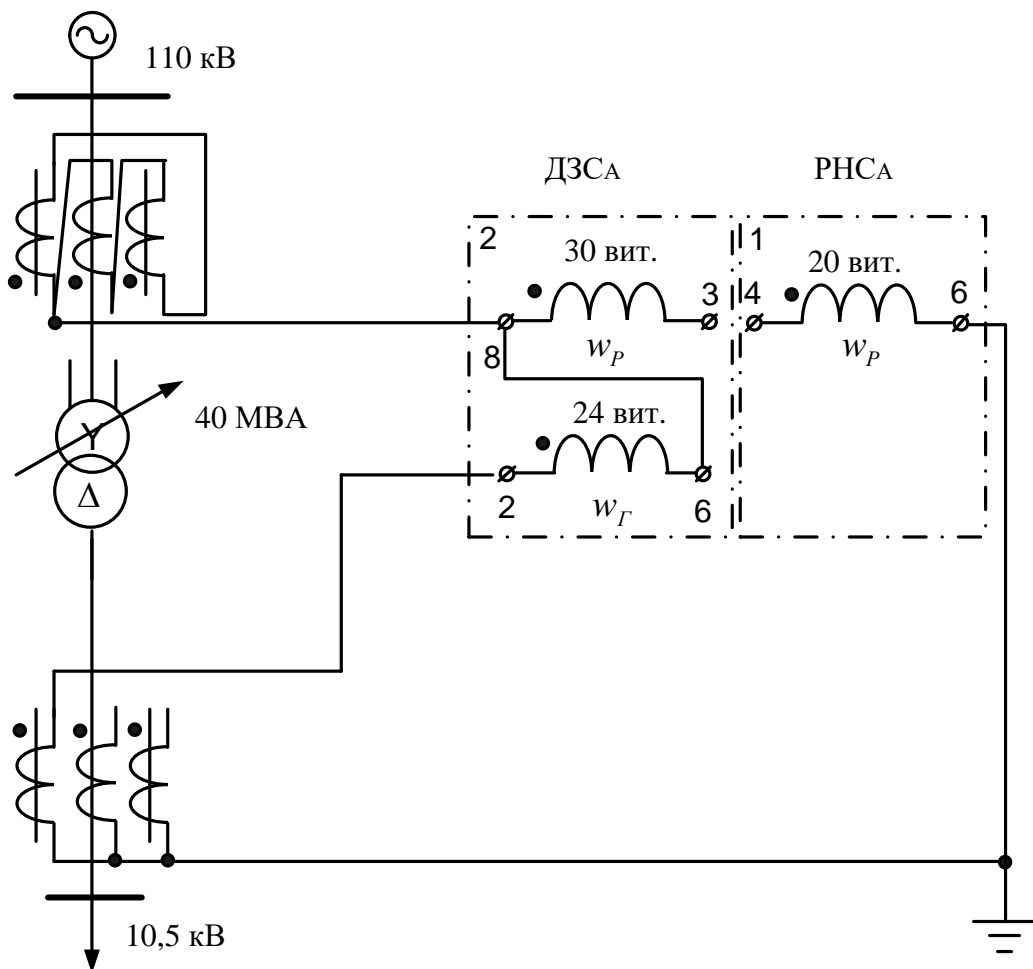 110 кВ
ДЗСА
РНСА
2
30 вит.
3
1
4
20 вит.
6
wР
wР
8
24 вит.
2
wГ
6
40 МВА
Y
Δ
10,5 кВ